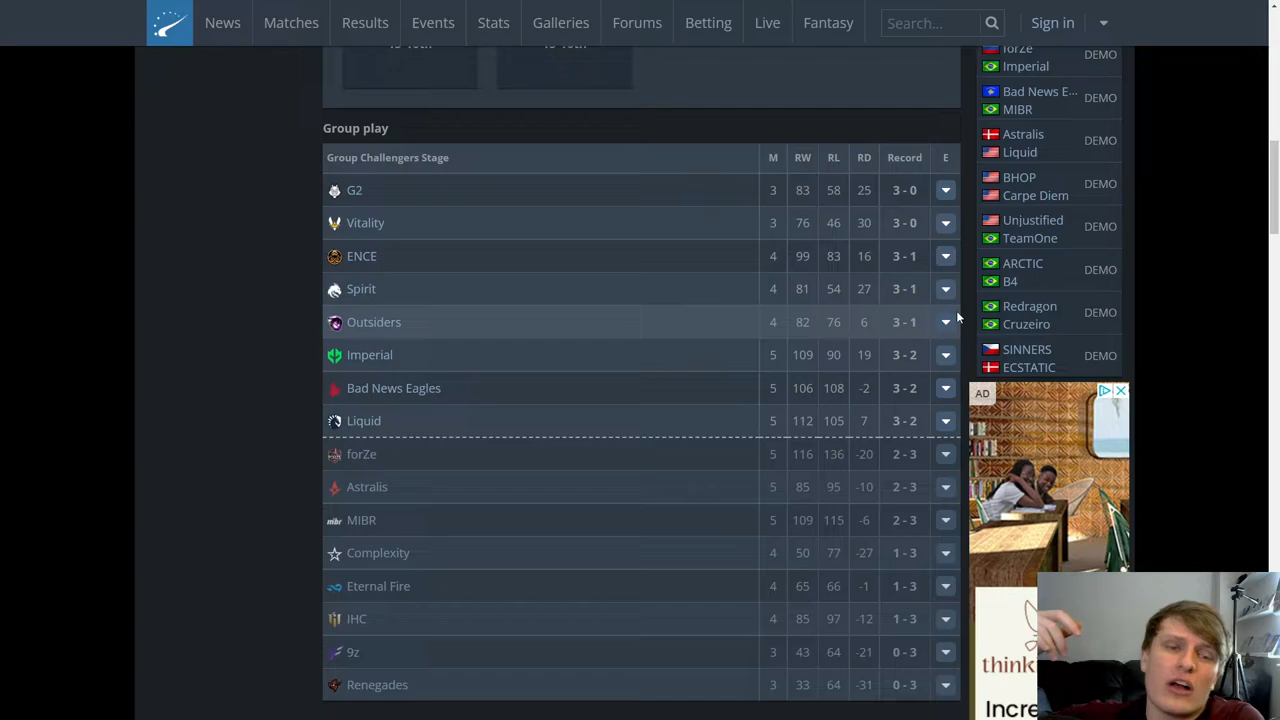 News Matches Results Events Stats Galleries Forums Betting Live Fantasy Search... Sign in
Group play
Group Challengers Stage M RW RL RD Record E
G2 3 83 58 25 3 - 0
Vitality 3 76 46 30 3 - 0
ENCE 4 99 83 16 3 - 1
Spirit 4 81 54 27 3 - 1
Outsiders 4 82 76 6 3 - 1
Imperial 5 109 90 19 3 - 2
Bad News Eagles 5 106 108 -2 3 - 2
Liquid 5 112 105 7 3 - 2
forZe 5 116 136 -20 2 - 3
Astralis 5 85 95 -10 2 - 3
mibr MIBR 5 109 115 -6 2 - 3
Complexity 4 50 77 -27 1 - 3
Eternal Fire 4 65 66 -1 1 - 3
IHC 4 85 97 -12 1 - 3
9z 3 43 64 -21 0 - 3
Renegades 3 33 64 -31 0 - 3
forZe
Imperial DEMO
Bad News E...
MIBR DEMO
Astralis
Liquid DEMO
BHOP
Carpe Diem DEMO
Unjustified
TeamOne DEMO
ARCTIC
B4 DEMO
Redragon
Cruzeiro DEMO
SINNERS
ECSTATIC DEMO
AD
think
Incre